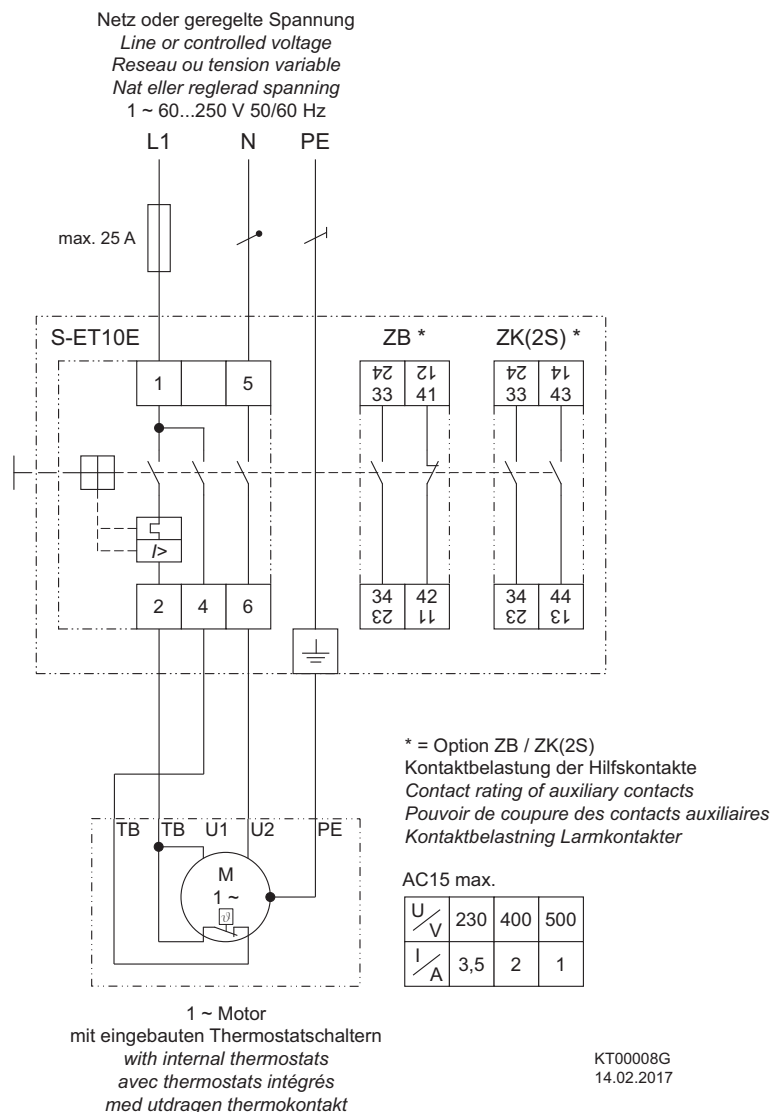 Netz oder geregelte Spannung
Line or controlled voltage
Reseau ou tension variable
Nat eller reglerad spanning
1 ~ 60...250 V 50/60 Hz
L1 N PE
max. 25 A
S-ET10E ZB * ZK(2S) *
24 12 24 14
1 5 33 41 33 43
I>
2 4 6 34 42 34 44
23 11 23 13
* = Option ZB / ZK(2S)
Kontaktbelastung der Hilfskontakte
Contact rating of auxiliary contacts
Pouvoir de coupure des contacts auxiliaires
Kontaktbelastning Larmkontakter
TB TB U1 U2 PE
M
1 ~
ϑ
AC15 max.
U/V 230 400 500
I/A 3,5 2 1
1 ~ Motor
mit eingebauten Thermostatschaltern
with internal thermostats
avec thermostats intégrés
med utdragen thermokontakt
KT00008G
14.02.2017